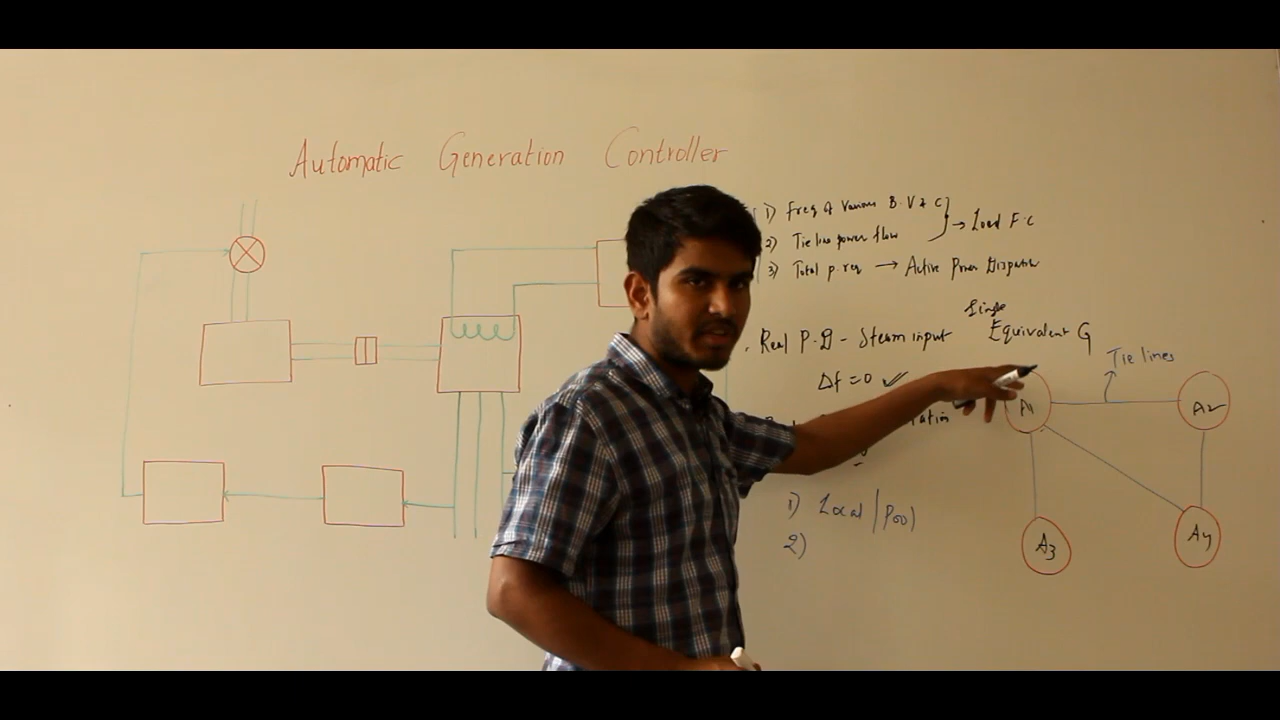 Automatic Generation Controller
1) Freq of Various B.V & C
2) Tie line power flow
→ Load F.C
3) Total p.req → Active Power Dispatch
Real P.G - Steam input
Δf = 0 ✓
Single
Equivalent G
Tie lines
A1
A2
1) Local / Pool
2)
A3
A4